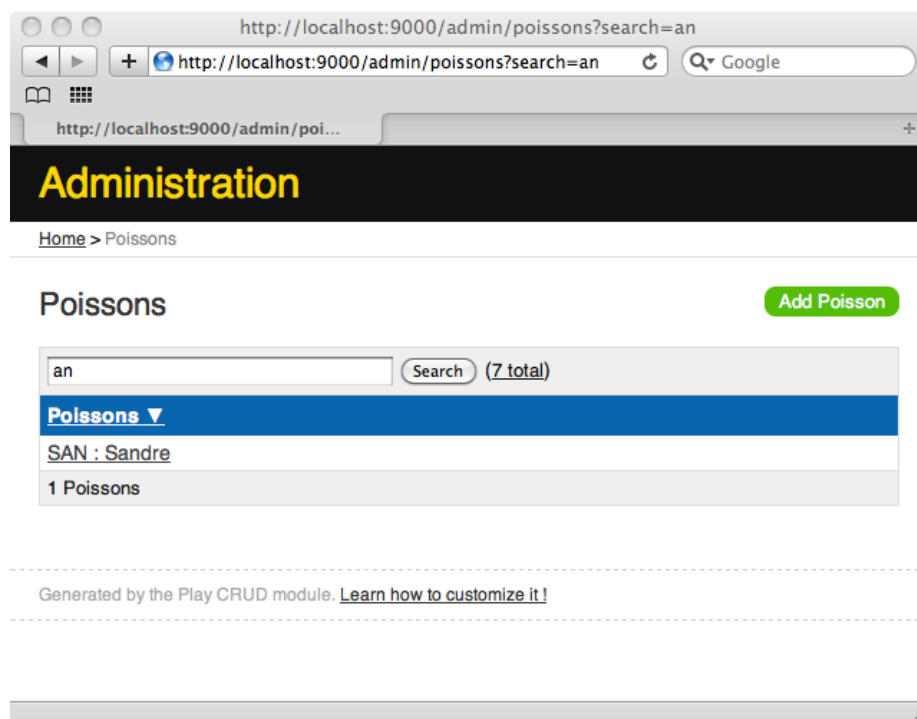 http://localhost:9000/admin/poissons?search=an
http://localhost:9000/admin/poissons?search=an Google
http://localhost:9000/admin/poi...
Administration
Home > Poissons
Poissons
Add Poisson
an Search (7 total)
Poissons ▼
SAN : Sandre
1 Poissons
Generated by the Play CRUD module. Learn how to customize it !